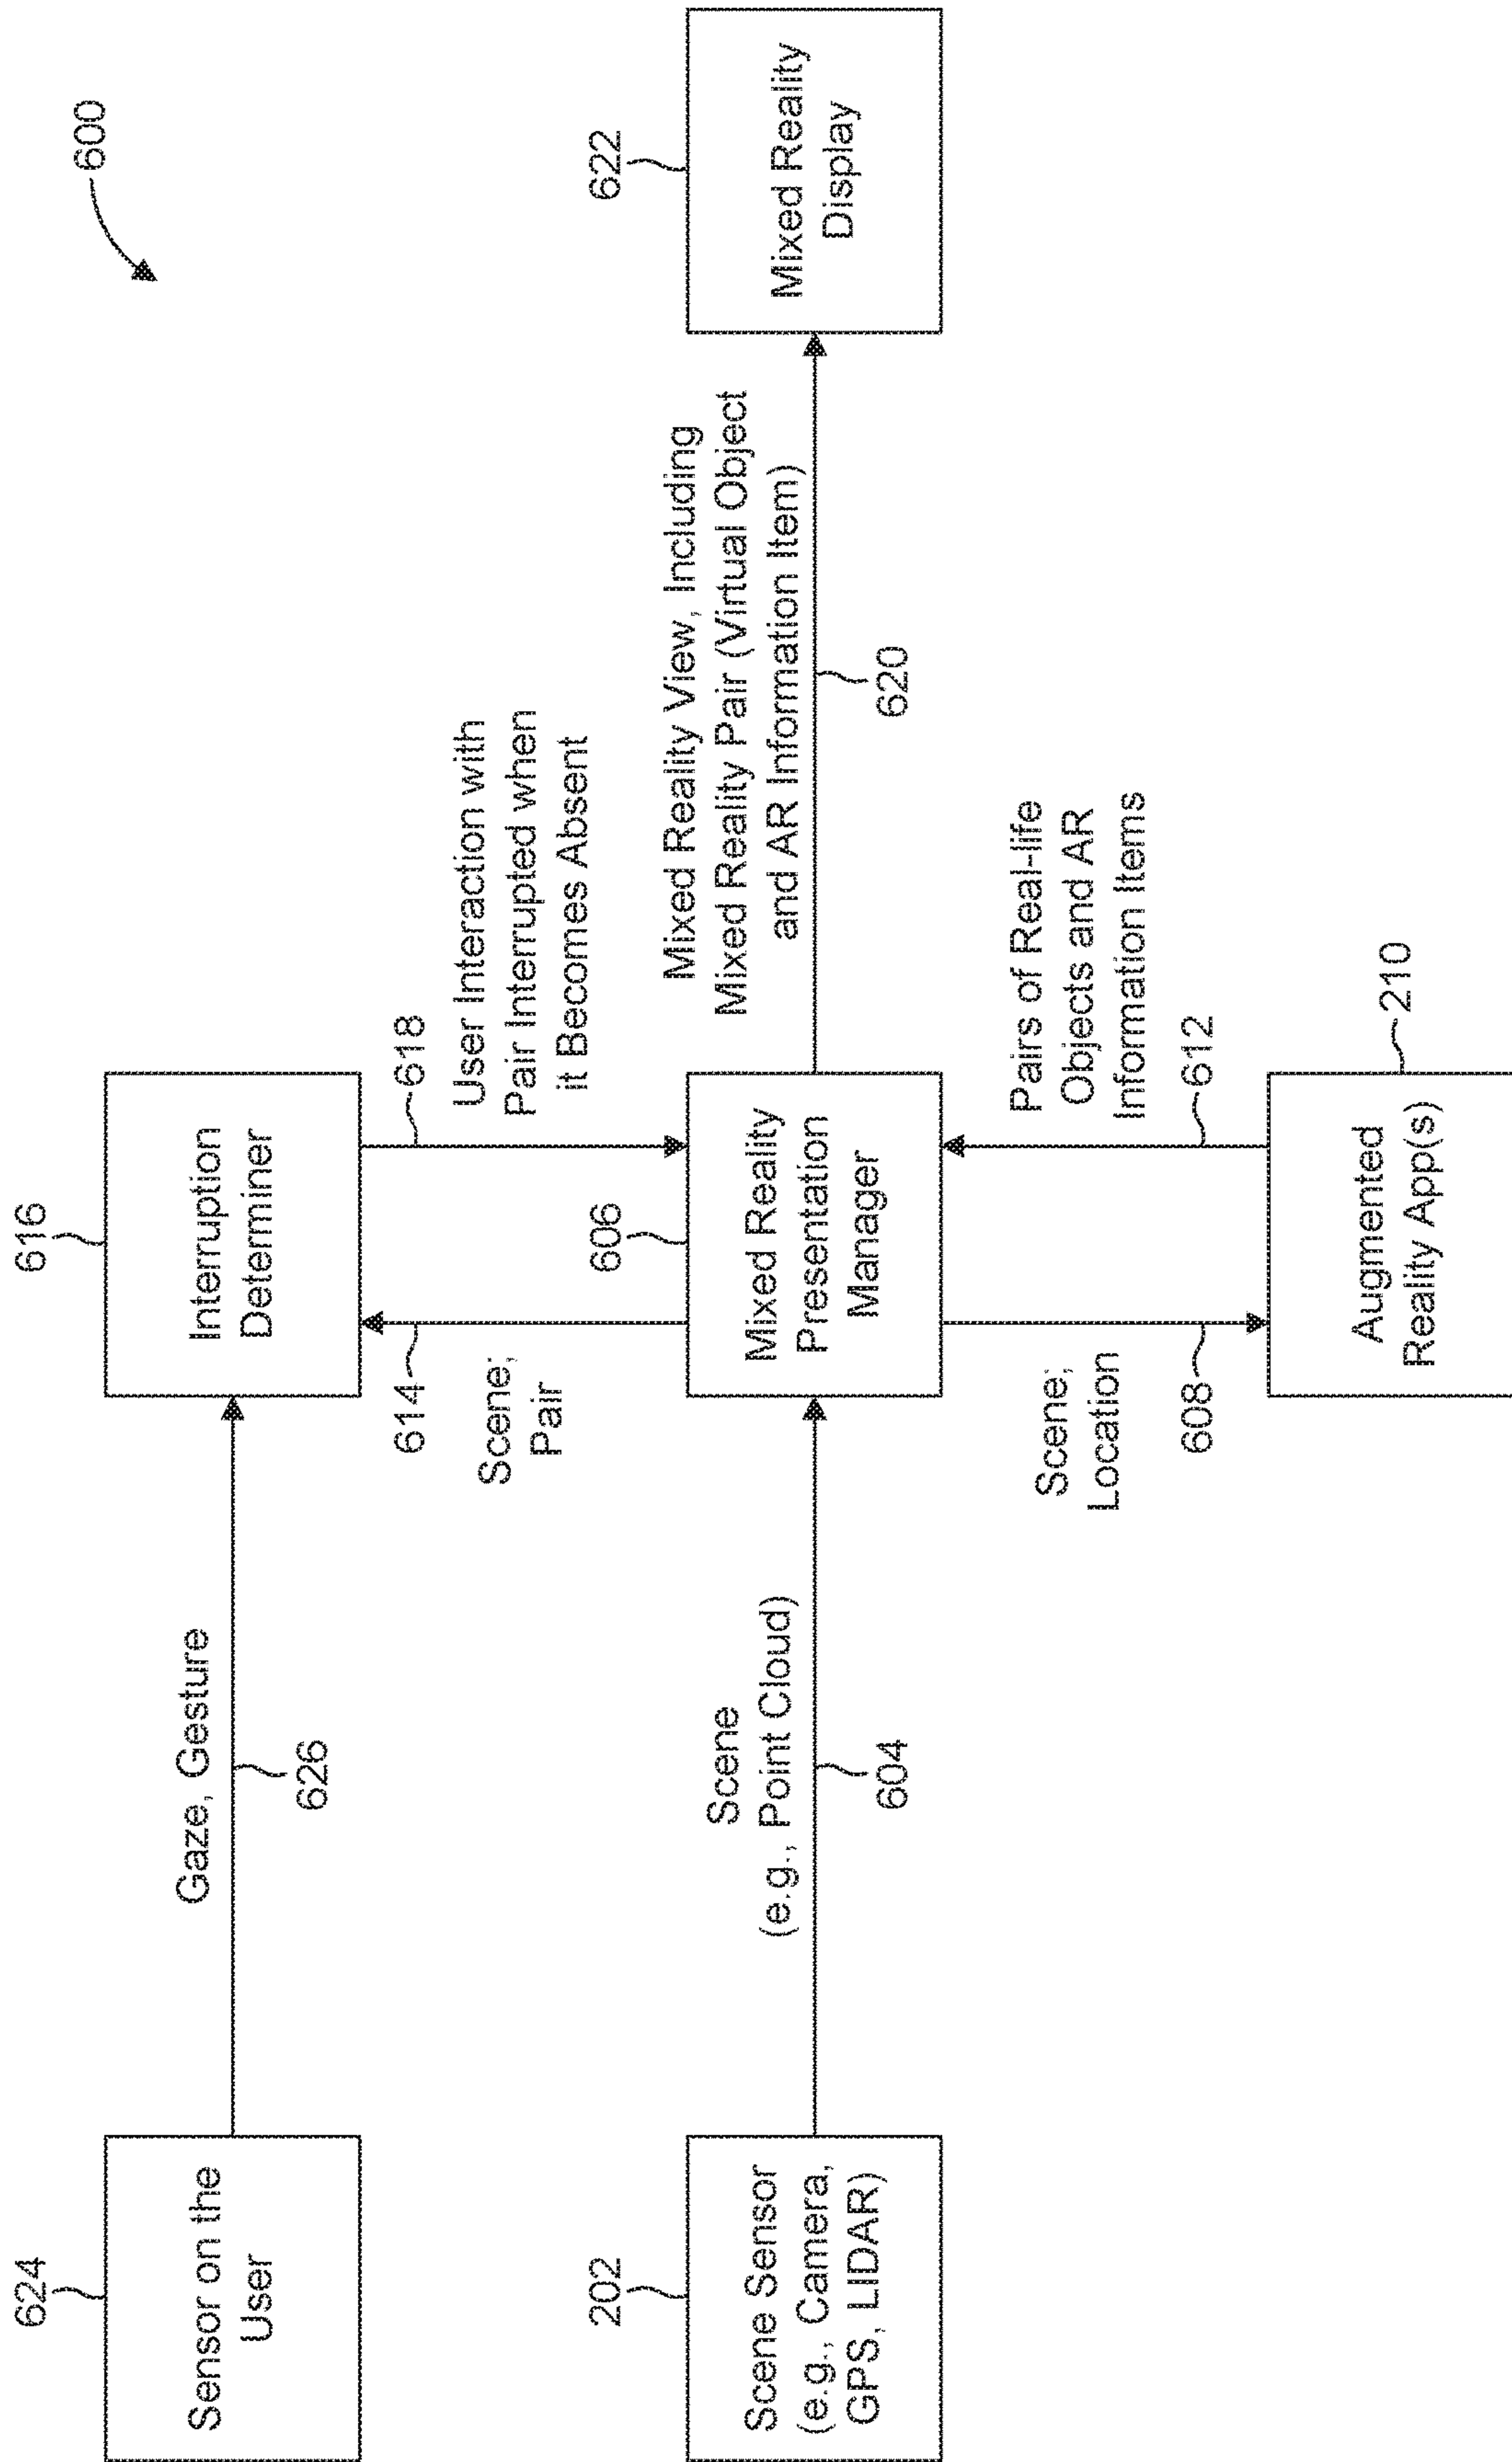 600
624
Sensor on the
User
Gaze, Gesture
626
616
Interruption
Determiner
614
Scene;
Pair
618
User Interaction with
Pair Interrupted when
it Becomes Absent
202
Scene Sensor
(e.g., Camera,
GPS, LIDAR)
Scene
(e.g., Point Cloud)
604
606
Mixed Reality
Presentation
Manager
Mixed Reality View, Including
Mixed Reality Pair (Virtual Object
and AR Information Item)
620
622
Mixed Reality
Display
Scene;
Location
608
Pairs of Real-life
Objects and AR
Information Items
612
Augmented
Reality App(s)
210